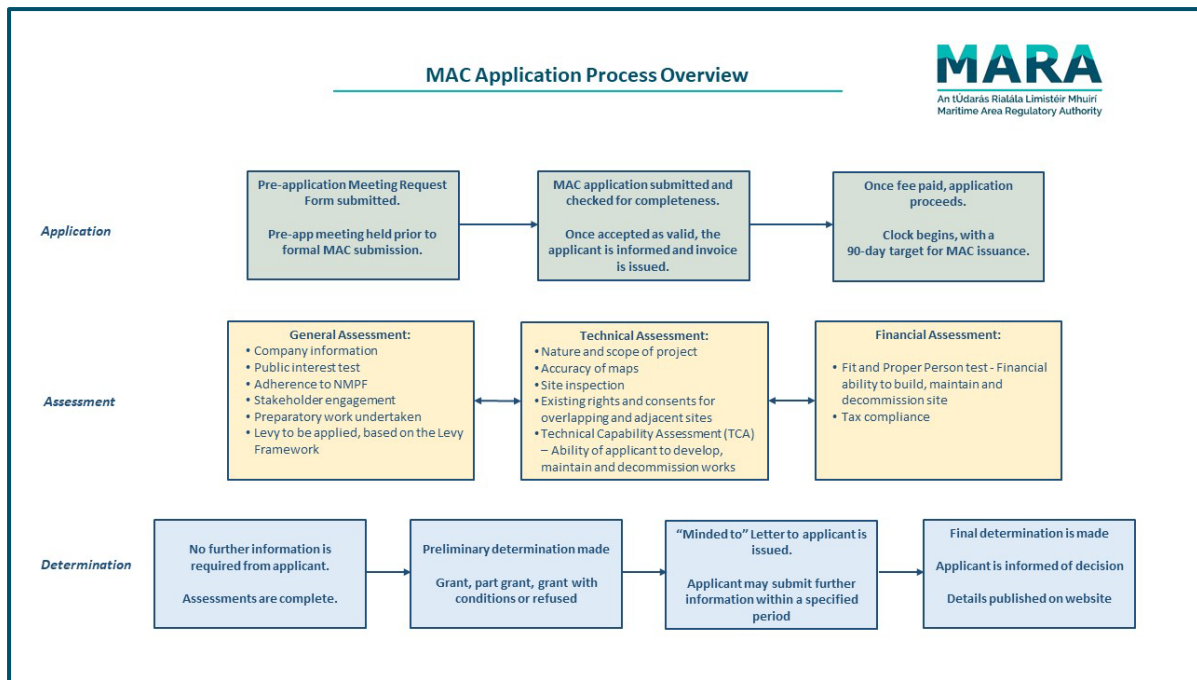 MAC Application Process Overview
MARA
An tÚdarás Rialála Limistéir Mhuirí
Maritime Area Regulatory Authority
Application
Pre-application Meeting Request
Form submitted.
Pre-app meeting held prior to
formal MAC submission.
MAC application submitted and
checked for completeness.
Once accepted as valid, the
applicant is informed and invoice
is issued.
Once fee paid, application
proceeds.
Clock begins, with a
90-day target for MAC issuance.
Assessment
General Assessment:
• Company information
• Public interest test
• Adherence to NMPF
• Stakeholder engagement
• Preparatory work undertaken
• Levy to be applied, based on the Levy
Framework
Technical Assessment:
• Nature and scope of project
• Accuracy of maps
• Site inspection
• Existing rights and consents for
overlapping and adjacent sites
• Technical Capability Assessment (TCA)
– Ability of applicant to develop,
maintain and decommission works
Financial Assessment:
• Fit and Proper Person test - Financial
ability to build, maintain and
decommission site
• Tax compliance
Determination
No further information is
required from applicant.
Assessments are complete.
Preliminary determination made
Grant, part grant, grant with
conditions or refused
“Minded to” Letter to applicant is
issued.
Applicant may submit further
information within a specified
period
Final determination is made
Applicant is informed of decision
Details published on website